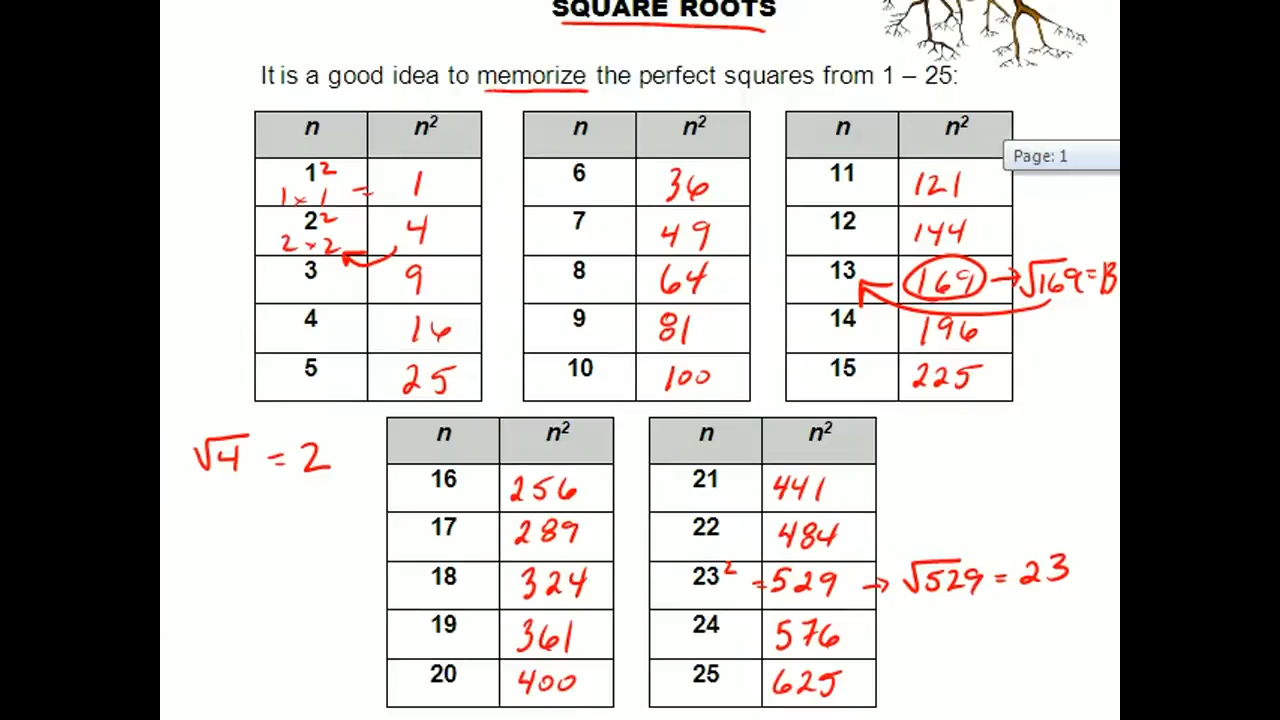 SQUARE ROOTS
It is a good idea to memorize the perfect squares from 1 – 25:
n n²
1² 1 x 1 = 1
2² 2 x 2 4
3 9
4 16
5 25
n n²
6 36
7 49
8 64
9 81
10 100
n n²
11 121
12 144
13 169 → √169 = 13
14 196
15 225
Page: 1
√4 = 2
n n²
16 256
17 289
18 324
19 361
20 400
n n²
21 441
22 484
23² = 529 → √529 = 23
24 576
25 625